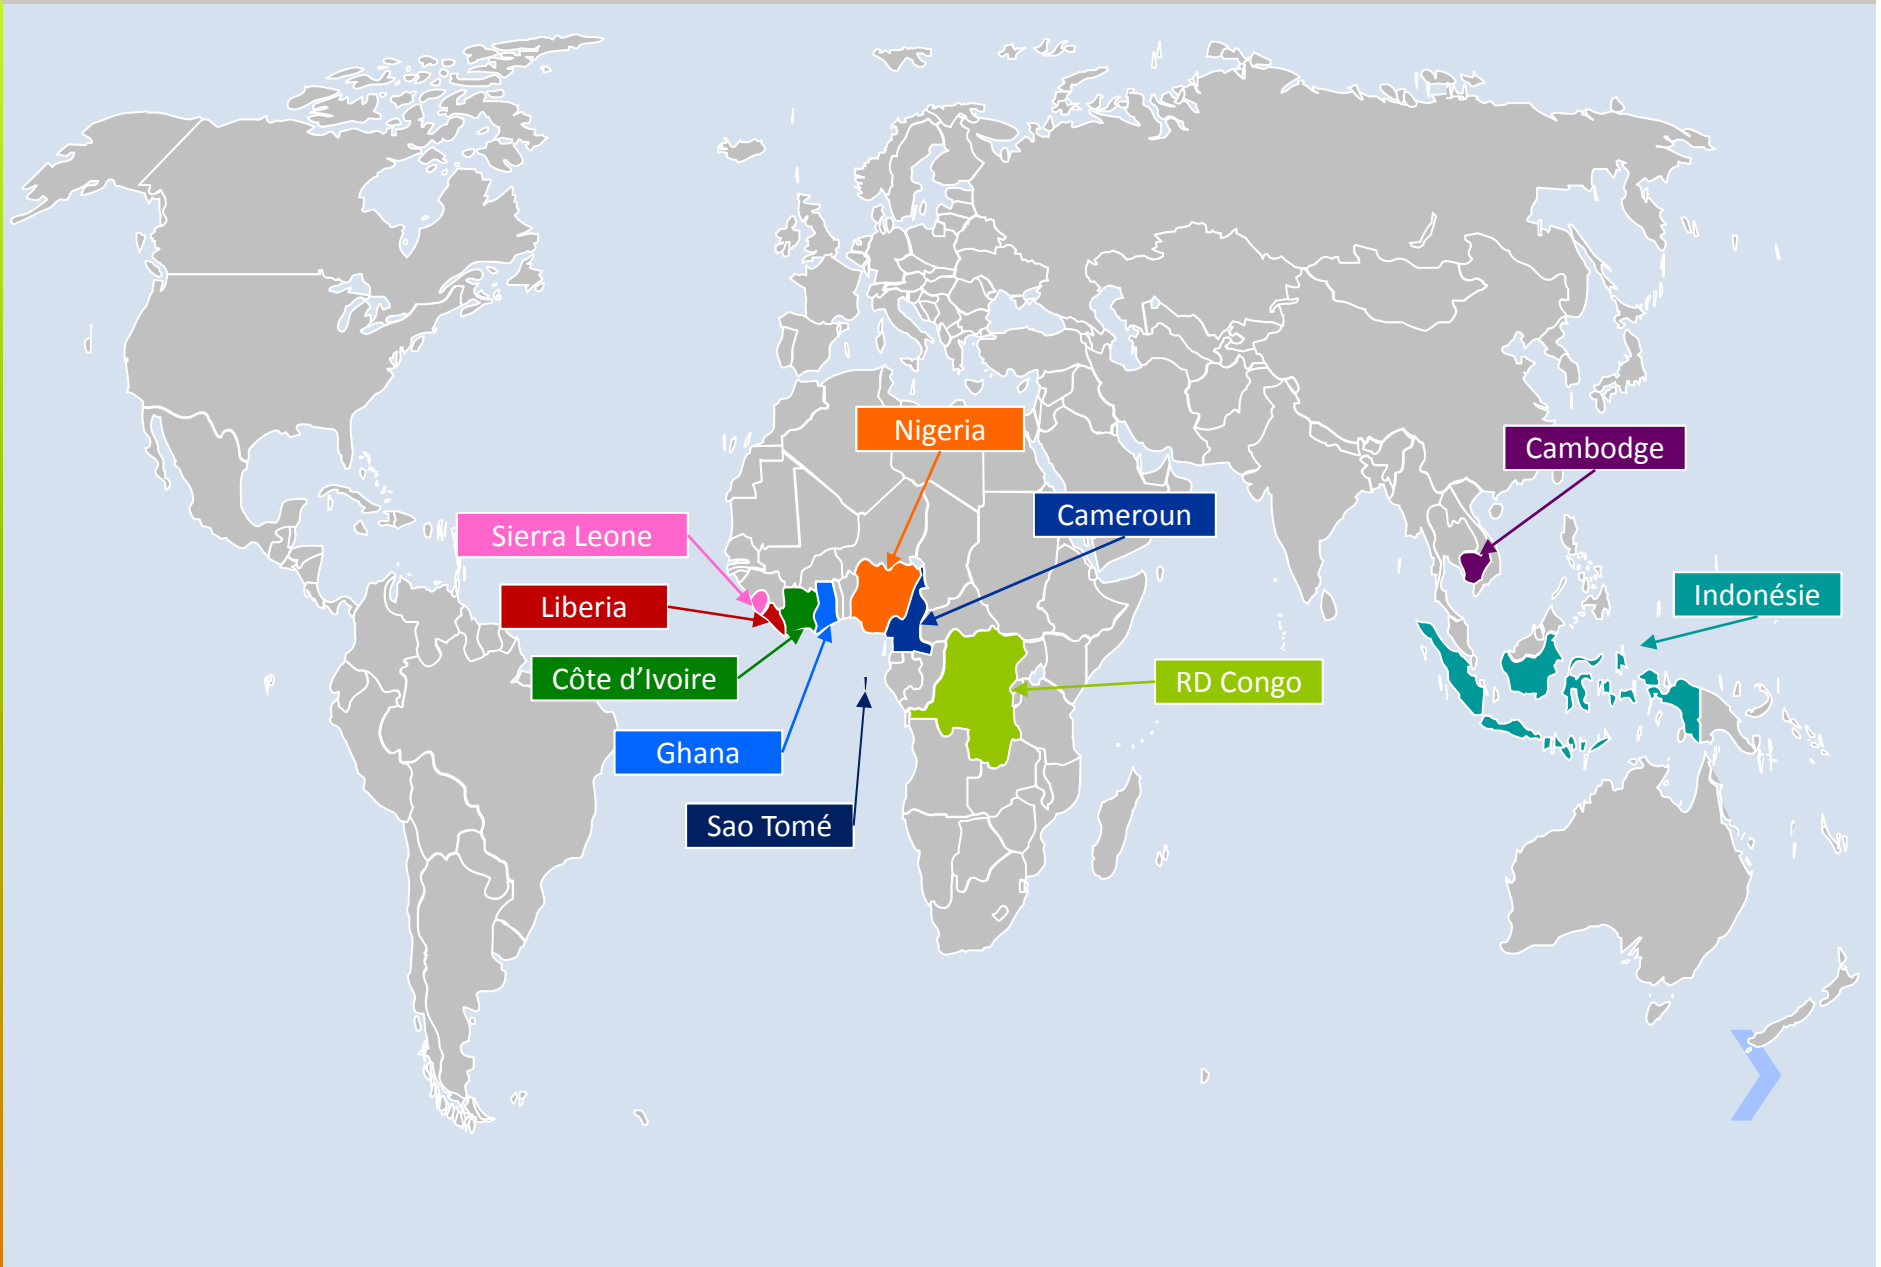 Nigeria
Cambodge
Cameroun
Sierra Leone
Indonésie
Liberia
Côte d’Ivoire
RD Congo
Ghana
Sao Tomé